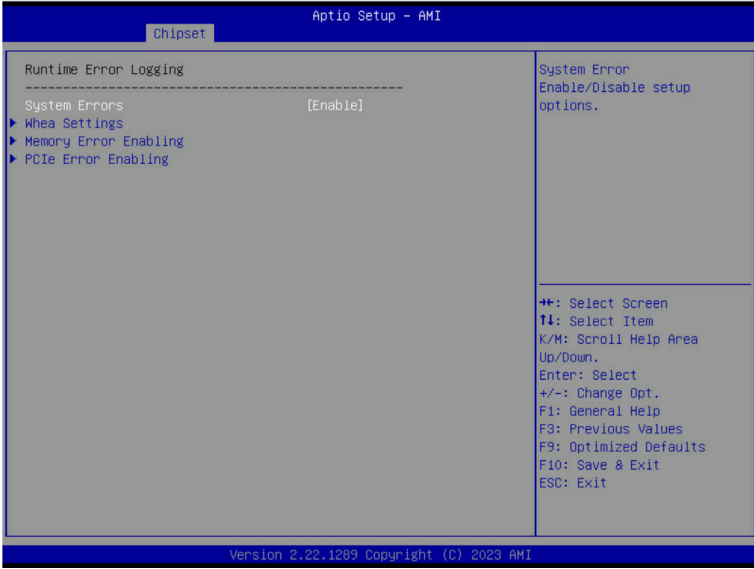 Aptio Setup – AMI
Chipset
Runtime Error Logging
------------------------------------------------
System Errors [Enable]
Whea Settings
Memory Error Enabling
PCIe Error Enabling
System Error
Enable/Disable setup
options.
→←: Select Screen
↑↓: Select Item
K/M: Scroll Help Area
Up/Down.
Enter: Select
+/-: Change Opt.
F1: General Help
F3: Previous Values
F9: Optimized Defaults
F10: Save & Exit
ESC: Exit
Version 2.22.1289 Copyright (C) 2023 AMI